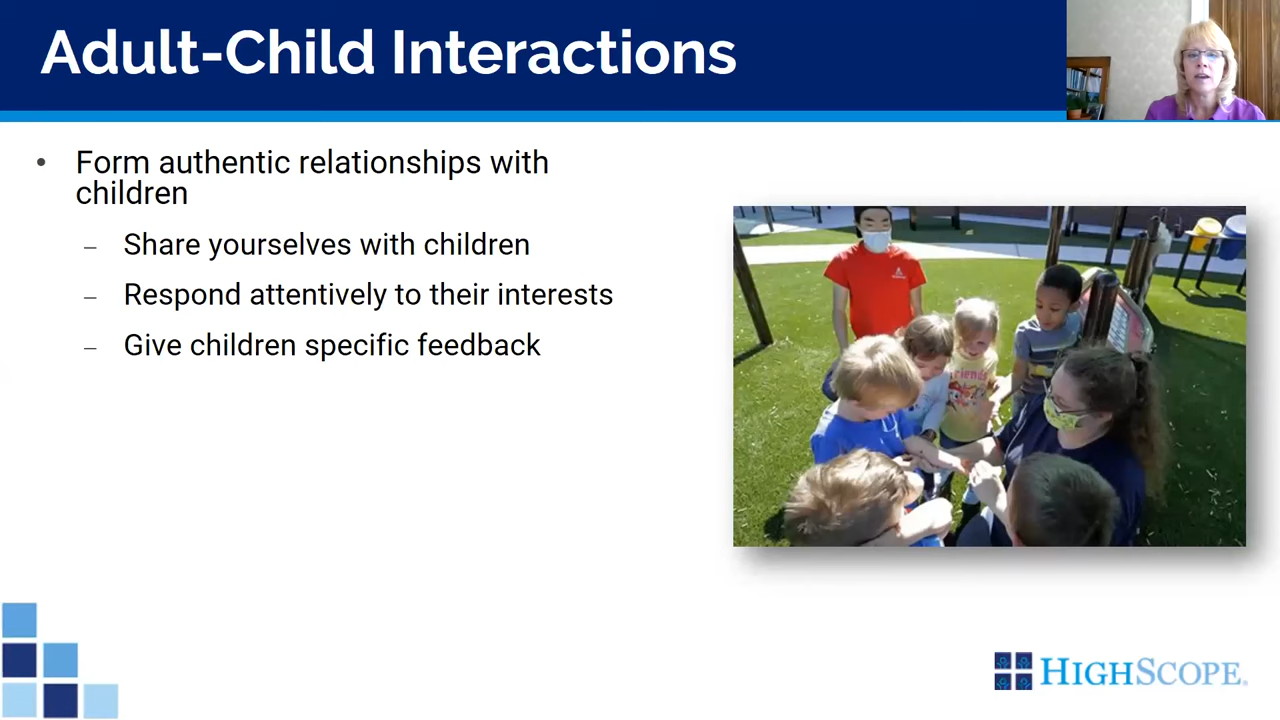 Adult-Child Interactions
• Form authentic relationships with
children
– Share yourselves with children
– Respond attentively to their interests
– Give children specific feedback
friends
HIGHSCOPE®